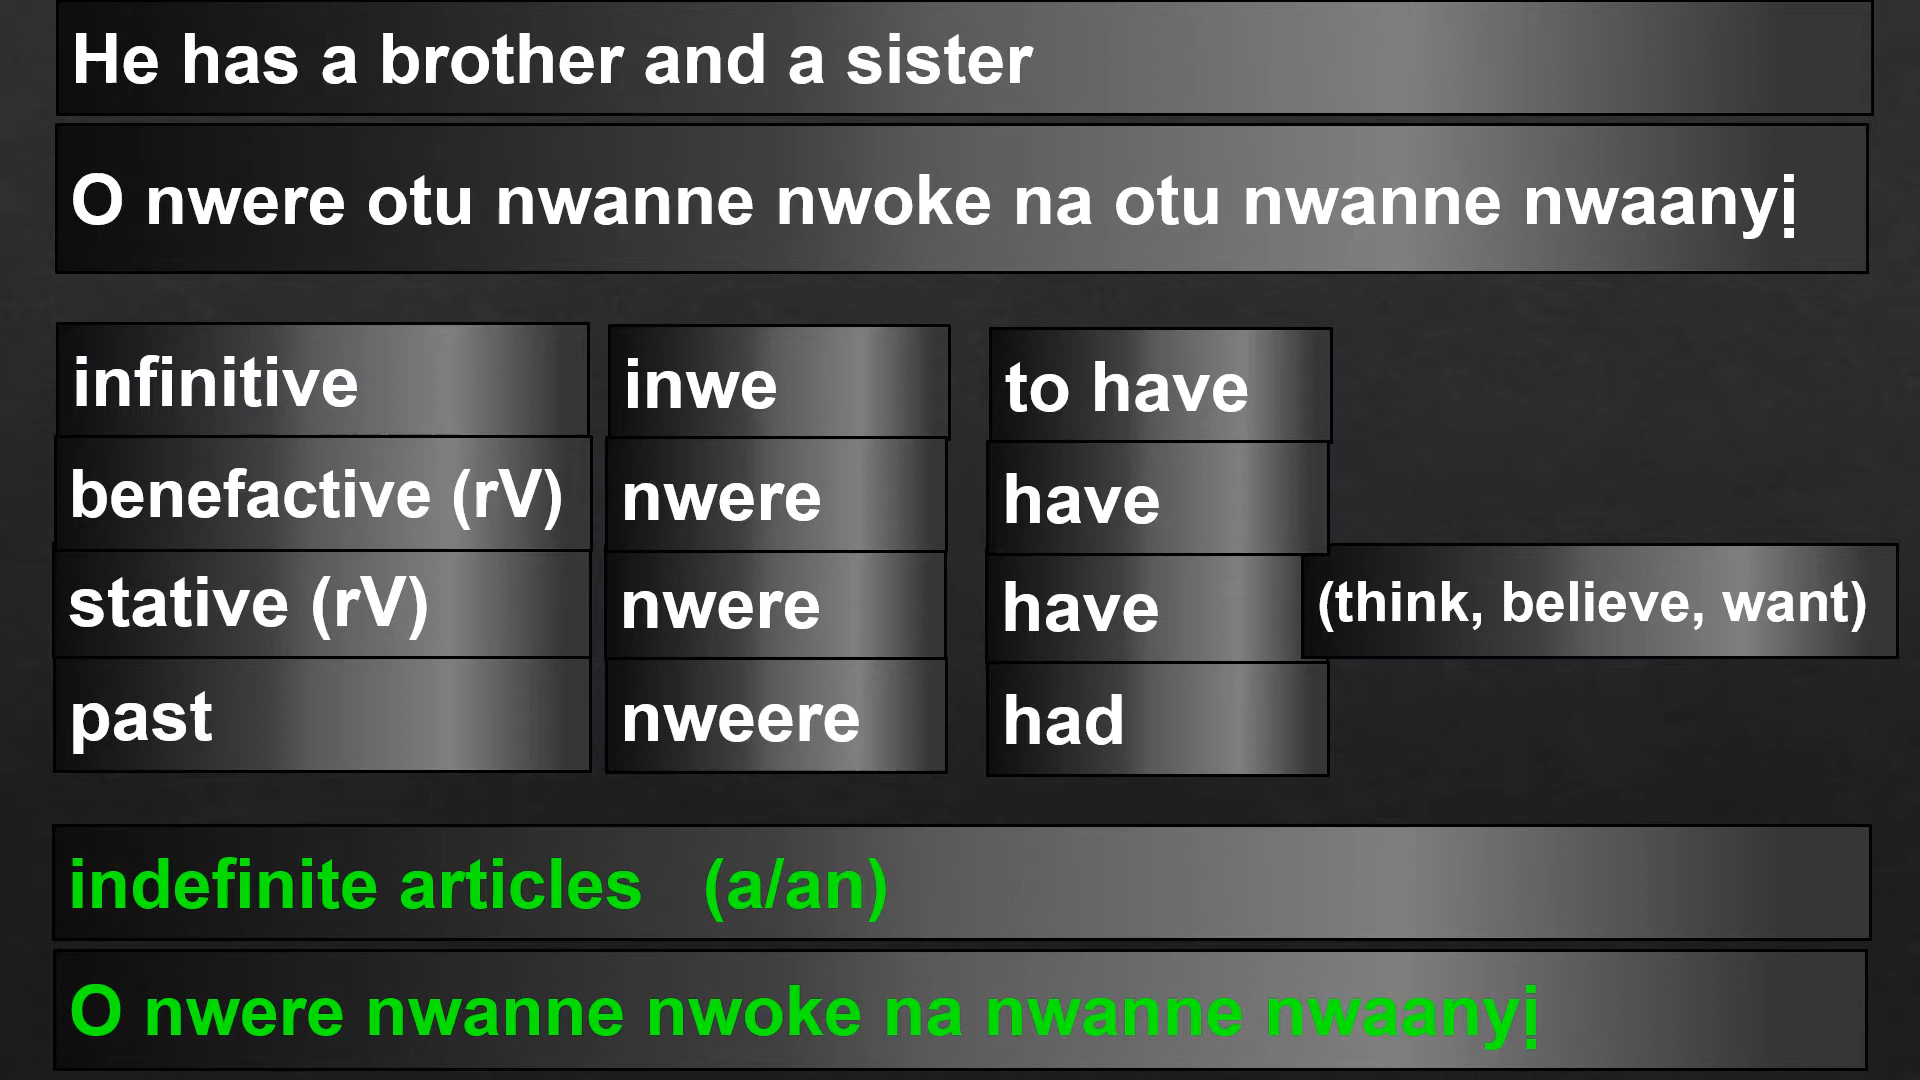 He has a brother and a sister
O nwere otu nwanne nwoke na otu nwanne nwaanyị
infinitive inwe to have
benefactive (rV) nwere have
stative (rV) nwere have (think, believe, want)
past nweere had
indefinite articles (a/an)
O nwere nwanne nwoke na nwanne nwaanyị